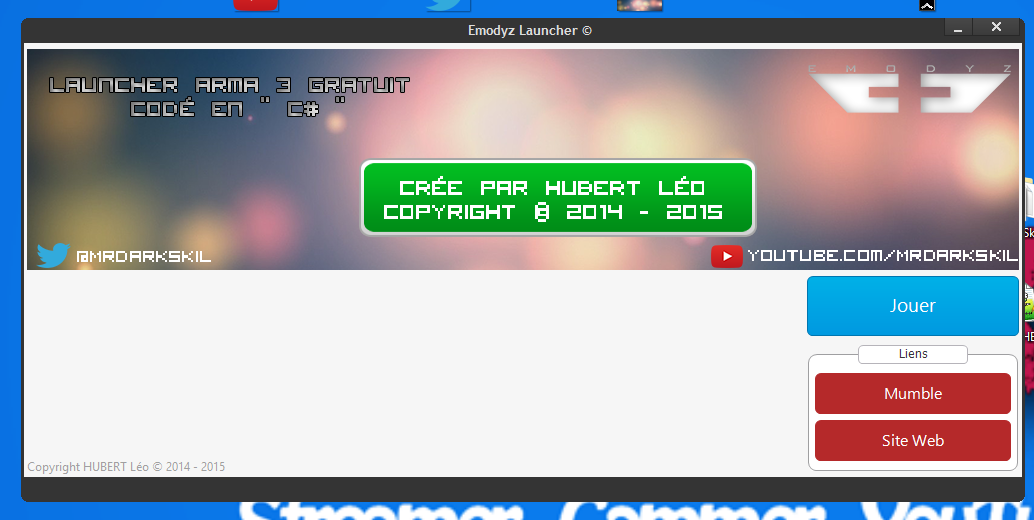 Emodyz Launcher ©
LAUNCHER ARMA 3 GRATUIT
CODÉ EN " C# "
EMODYZ
CRÉE PAR HUBERT LÉO
COPYRIGHT @ 2014 - 2015
@MRDARKSKIL
YOUTUBE.COM/MRDARKSKIL
Jouer
Liens
Mumble
Site Web
Copyright HUBERT Léo © 2014 - 2015